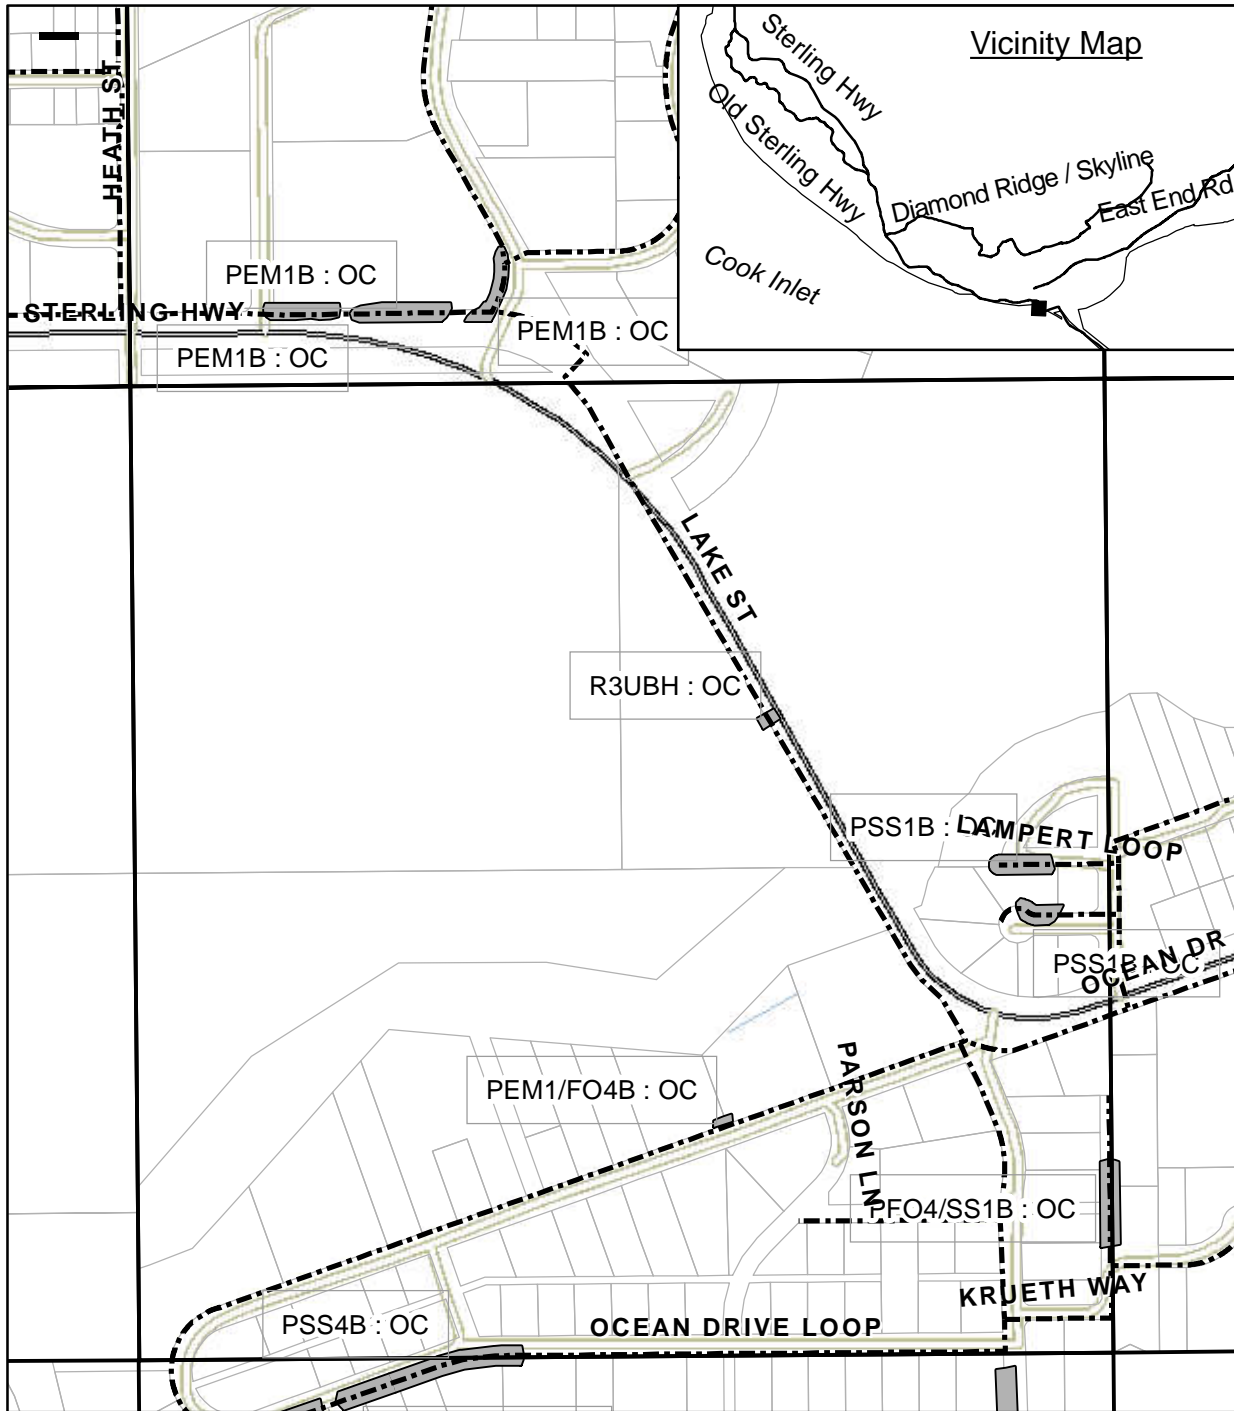 Vicinity Map
Sterling Hwy
Old Sterling Hwy
Diamond Ridge / Skyline
East End Rd
Cook Inlet
HEATH ST
PEM1B : OC
STERLING HWY
PEM1B : OC
PEM1B : OC
LAKE ST
R3UBH : OC
PSS1B : OC
LAMPERT LOOP
PSS1B : OC
OCEAN DR
PARSON LN
PEM1/FO4B : OC
PFO4/SS1B : OC
KRUETH WAY
PSS4B : OC
OCEAN DRIVE LOOP